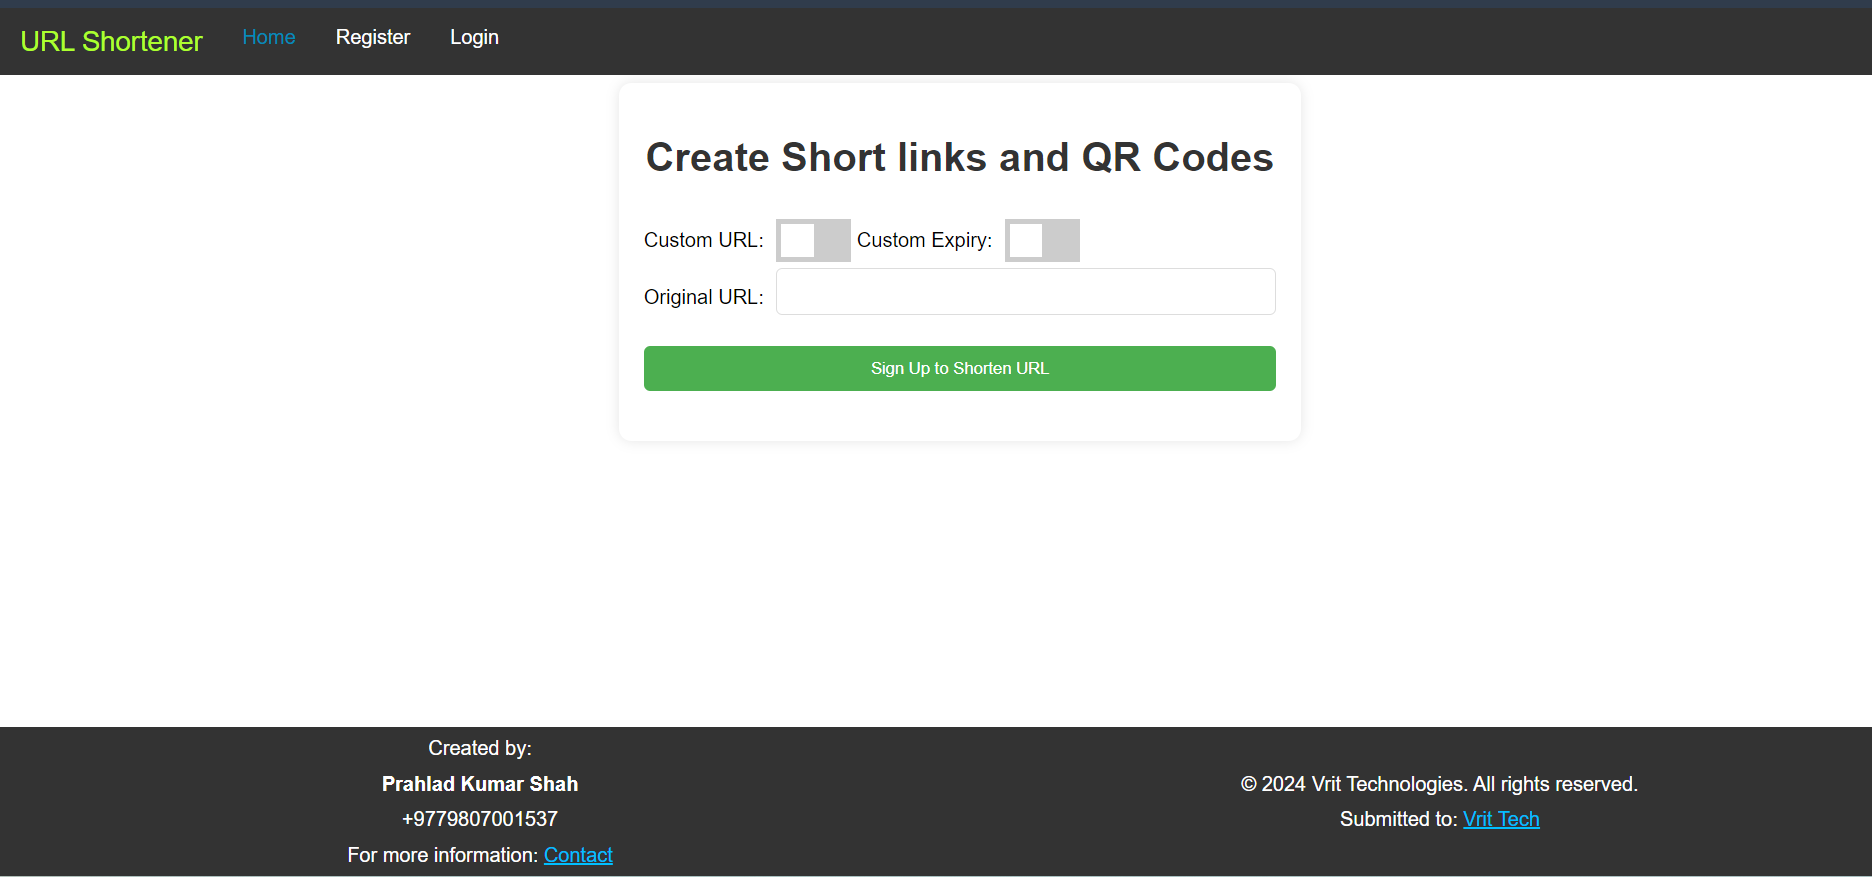 URL Shortener Home Register Login
Create Short links and QR Codes
Custom URL: Custom Expiry:
Original URL:
Sign Up to Shorten URL
Created by:
Prahlad Kumar Shah
+9779807001537
For more information: Contact
© 2024 Vrit Technologies. All rights reserved.
Submitted to: Vrit Tech